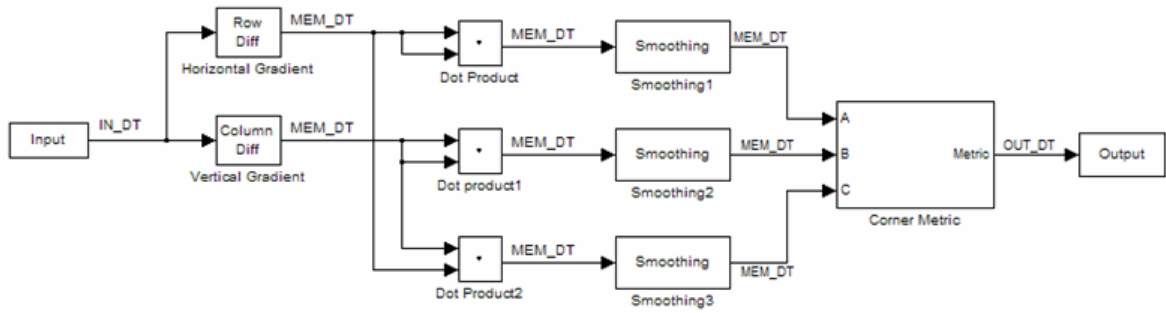 Row
Diff
MEM_DT
Horizontal Gradient
MEM_DT
Dot Product
Smoothing
MEM_DT
Smoothing1
Input
IN_DT
Column
Diff
MEM_DT
Vertical Gradient
MEM_DT
Dot product1
Smoothing
MEM_DT
Smoothing2
A
B
C
Metric
Corner Metric
OUT_DT
Output
MEM_DT
Dot Product2
Smoothing
MEM_DT
Smoothing3